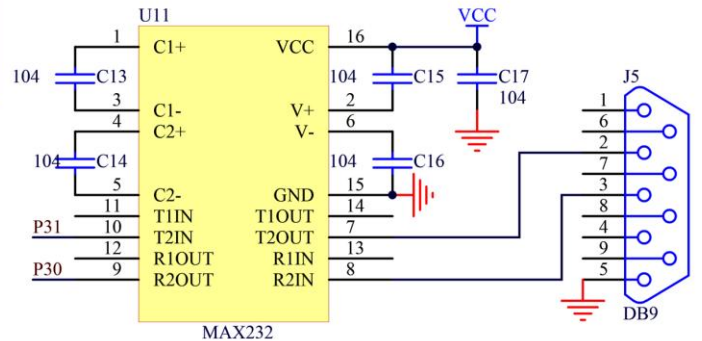 U11
VCC
1 C1+ VCC 16
104 C13 104 C15 C17
104
J5
3 C1- V+ 2
4 C2+ V- 6
104 C14 104 C16
5 C2- GND 15
11 T1IN T1OUT 14
P31 10 T2IN T2OUT 7
12 R1OUT R1IN 13
P30 9 R2OUT R2IN 8
MAX232
1
6
2
7
3
8
4
9
5
DB9